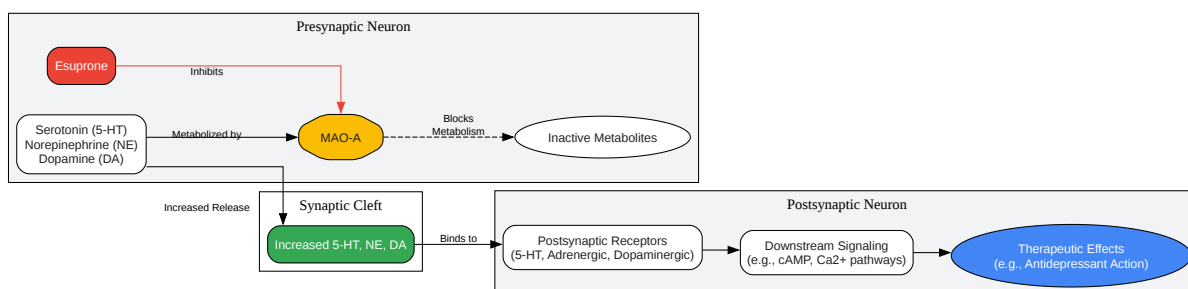 Presynaptic Neuron
Esuprone
Inhibits
Serotonin (5-HT)
Norepinephrine (NE)
Dopamine (DA)
Metabolized by
MAO-A
Blocks
Metabolism
Inactive Metabolites
Increased Release
Synaptic Cleft
Increased 5-HT, NE, DA
Binds to
Postsynaptic Neuron
Postsynaptic Receptors
(5-HT, Adrenergic, Dopaminergic)
Downstream Signaling
(e.g., cAMP, Ca2+ pathways)
Therapeutic Effects
(e.g., Antidepressant Action)